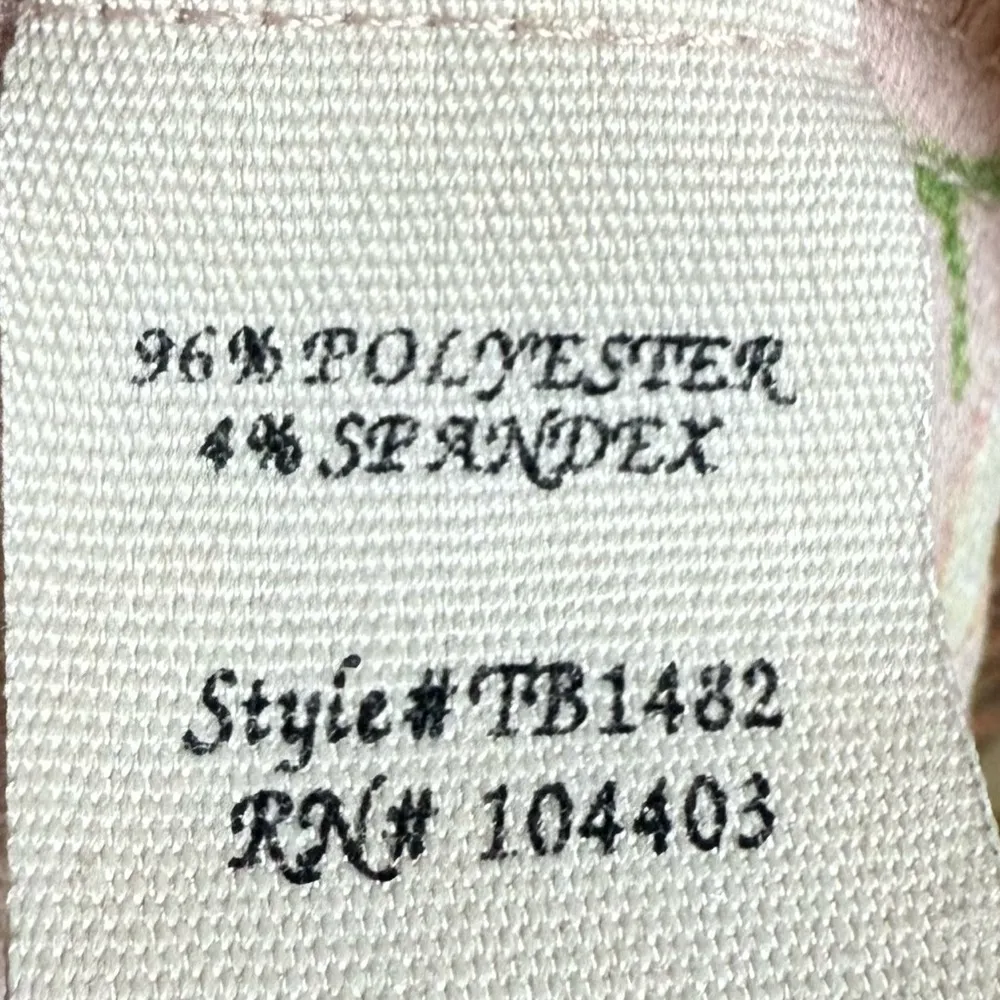 96% POLYESTER
4% SPANDEX
Style# TB1482
RN# 104403